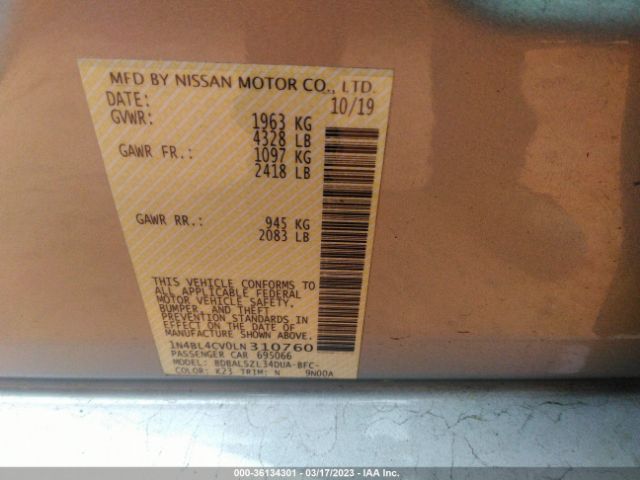 MFD BY NISSAN MOTOR CO., LTD.
DATE: 10/19
GVWR: 1963 KG
4328 LB
GAWR FR.: 1097 KG
2418 LB
GAWR RR.: 945 KG
2083 LB
THIS VEHICLE CONFORMS TO
ALL APPLICABLE FEDERAL
MOTOR VEHICLE SAFETY,
BUMPER, AND THEFT
PREVENTION STANDARDS IN
EFFECT ON THE DATE OF
MANUFACTURE SHOWN ABOVE.
1N4BL4CV0LN310760
PASSENGER CAR 695066
MODEL: BDBALSZL34DUA-BFC-
COLOR: K23 TRIM: N 9N00A
000-36134301 - 03/17/2023 - IAA Inc.